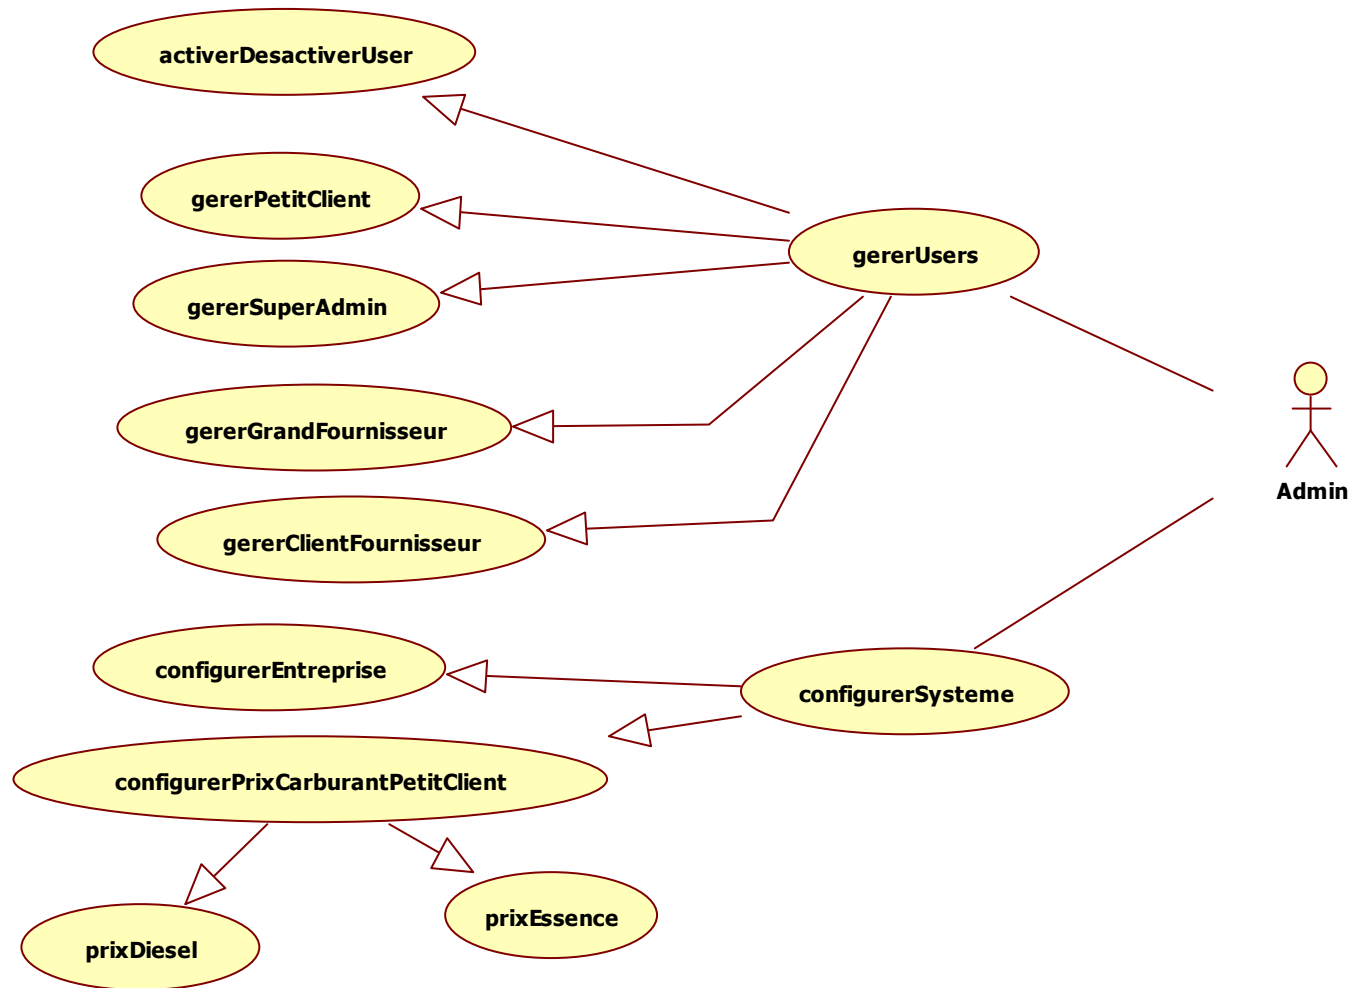 activerDesactiverUser
gererPetitClient
gererUsers
gererSuperAdmin
gererGrandFournisseur
Admin
gererClientFournisseur
configurerEntreprise
configurerSysteme
configurerPrixCarburantPetitClient
prixEssence
prixDiesel